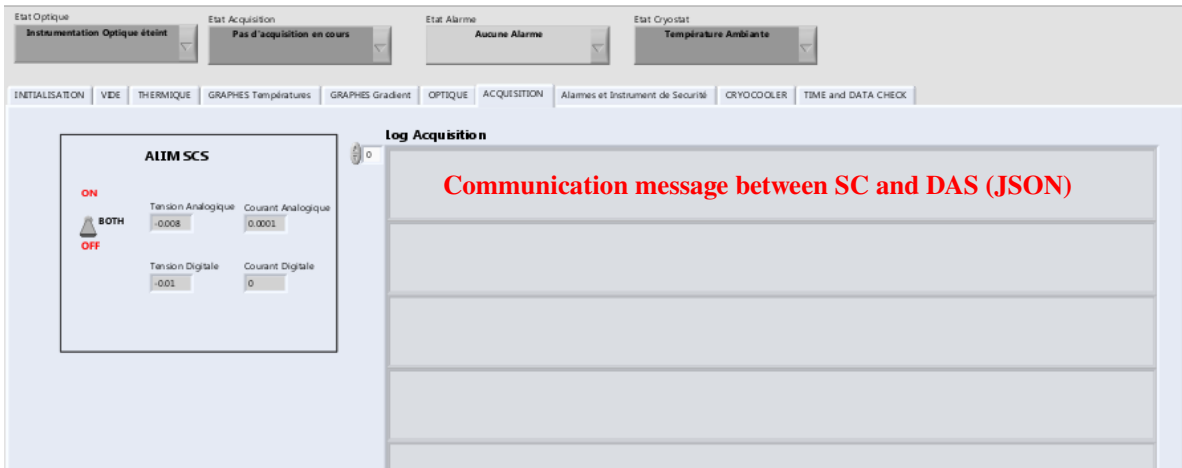 Etat Optique
Instrumentation Optique éteint
Etat Acquisition
Pas d'acquisition en cours
Etat Alarme
Aucune Alarme
Etat Cryostat
Température Ambiante
INITIALISATION VIDE THERMIQUE GRAPHES Températures GRAPHES Gradient OPTIQUE ACQUISITION Alarmes et Instrument de Securité CRYOCOOLER TIME and DATA CHECK
ALIM SCS
ON
BOTH
OFF
Tension Analogique Courant Analogique
-0.008 0.0001
Tension Digitale Courant Digitale
-0.01 0
Log Acquisition
0
Communication message between SC and DAS (JSON)